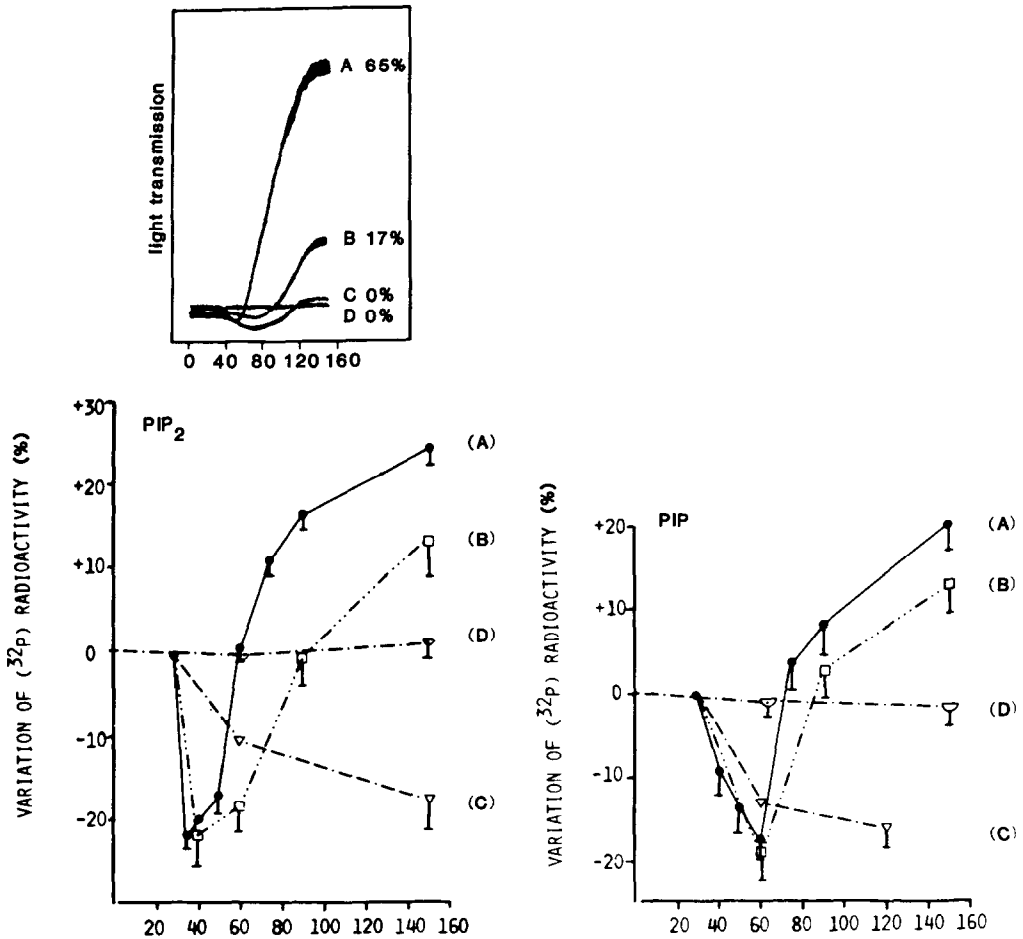 light transmission
A 65%
B 17%
C 0%
D 0%
0 40 80 120 160
PIP2
VARIATION OF (32P) RADIOACTIVITY (%)
+30
+20
+10
0
-10
-20
(A)
(B)
(D)
(C)
20 40 60 80 100 120 140 160
PIP
VARIATION OF (32P) RADIOACTIVITY (%)
+20
+10
0
-10
-20
(A)
(B)
(D)
(C)
20 40 60 80 100 120 140 160